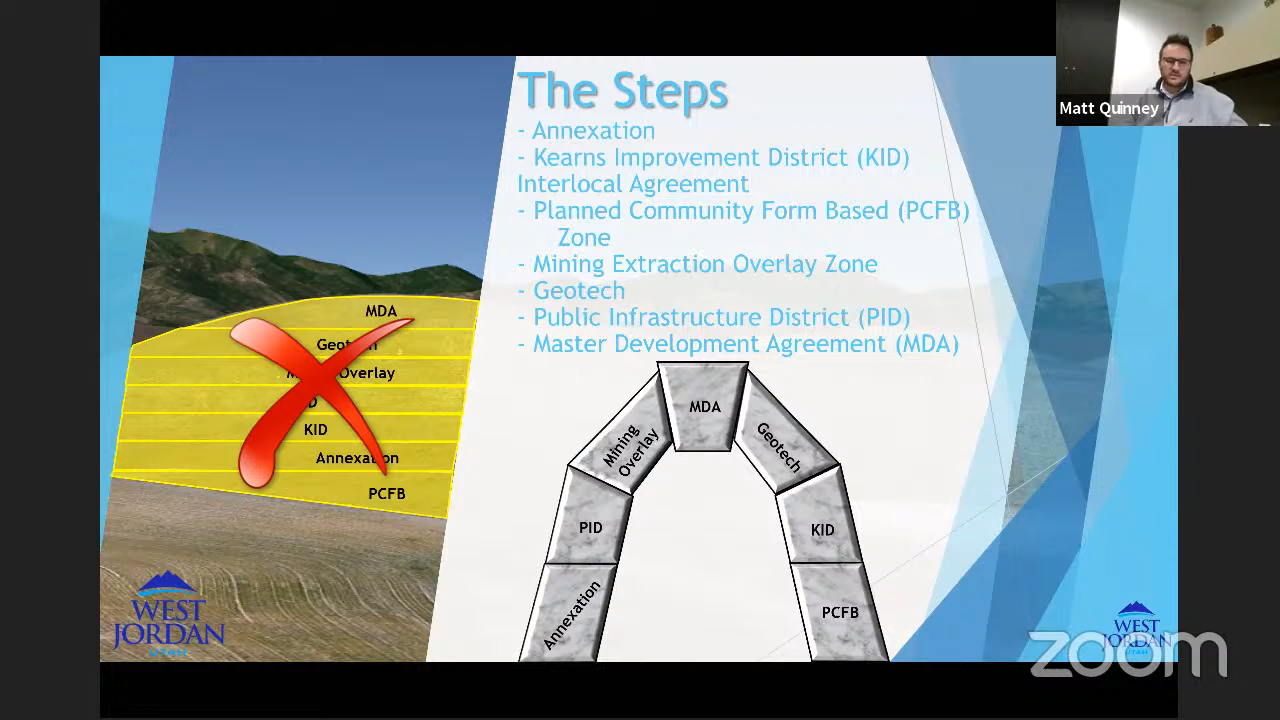 The Steps
- Annexation
- Kearns Improvement District (KID)
Interlocal Agreement
- Planned Community Form Based (PCFB)
Zone
- Mining Extraction Overlay Zone
- Geotech
- Public Infrastructure District (PID)
- Master Development Agreement (MDA)
Matt Quinney
MDA
Overlay
KID
Annexation
PCFB
MDA
Mining
Overlay
Geotech
PID
KID
Annexation
PCFB
WEST
JORDAN
UTAH
WEST
JORDAN
UTAH
zoom